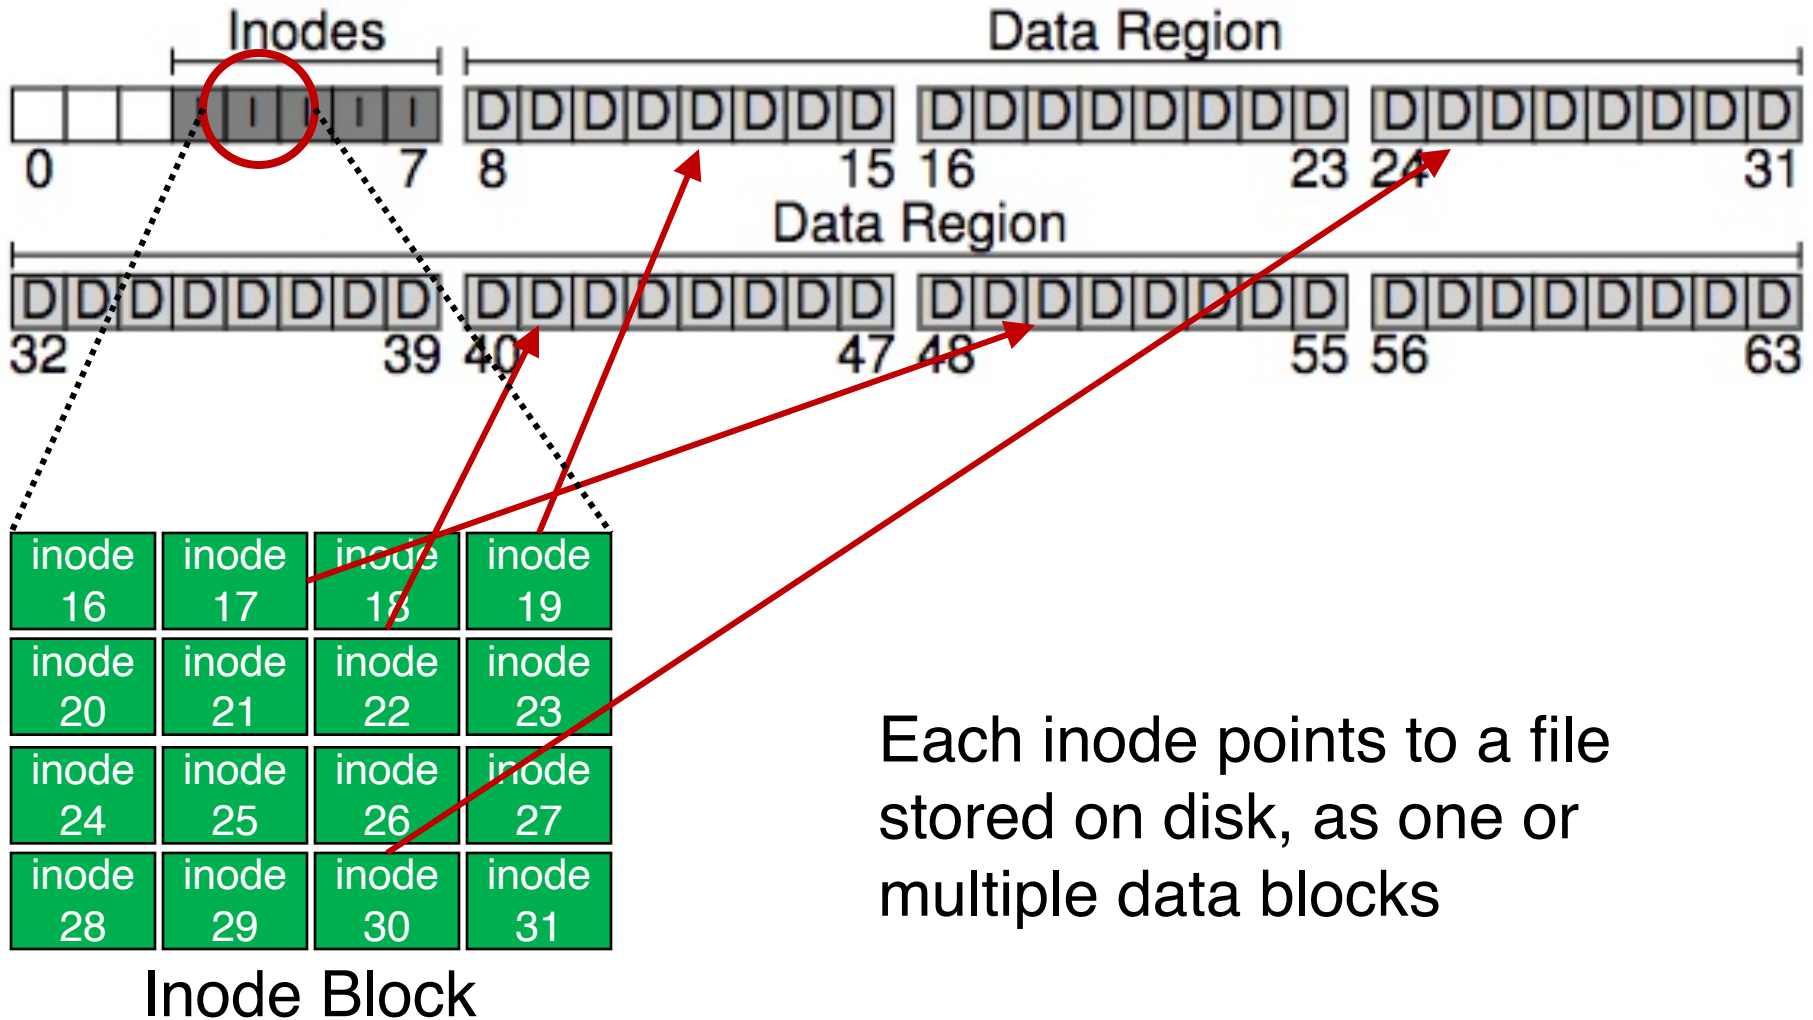 Inodes Data Region
I I I I I D D D D D D D D D D D D D D D D D D D D D D D D
0 7 8 15 16 23 24 31
Data Region
D D D D D D D D D D D D D D D D D D D D D D D D D D D D D D D D
32 39 40 47 48 55 56 63
inode inode inode inode
16 17 18 19
inode inode inode inode
20 21 22 23
inode inode inode inode
24 25 26 27
inode inode inode inode
28 29 30 31
Inode Block
Each inode points to a file
stored on disk, as one or
multiple data blocks